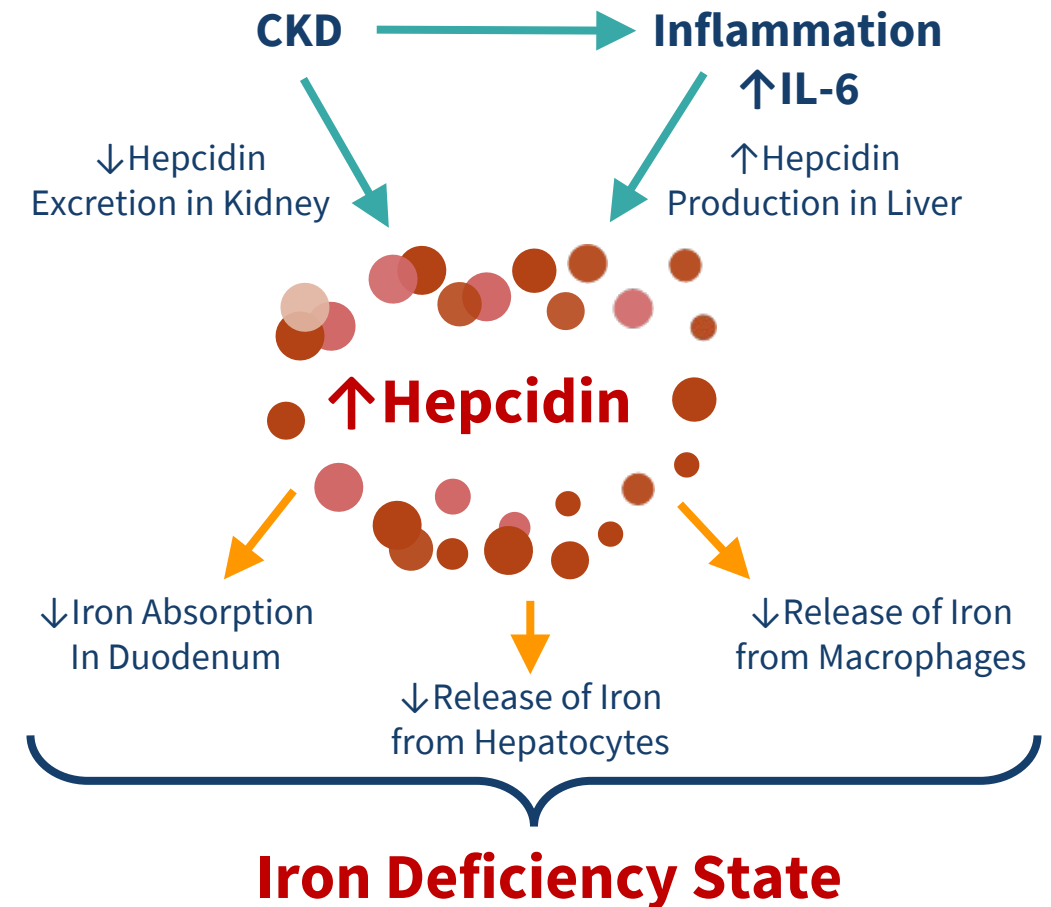 CKD
Inflammation
↑IL-6
↓Hepcidin
Excretion in Kidney
↑Hepcidin
Production in Liver
↑Hepcidin
↓Iron Absorption
In Duodenum
↓Release of Iron
from Hepatocytes
↓Release of Iron
from Macrophages
Iron Deficiency State